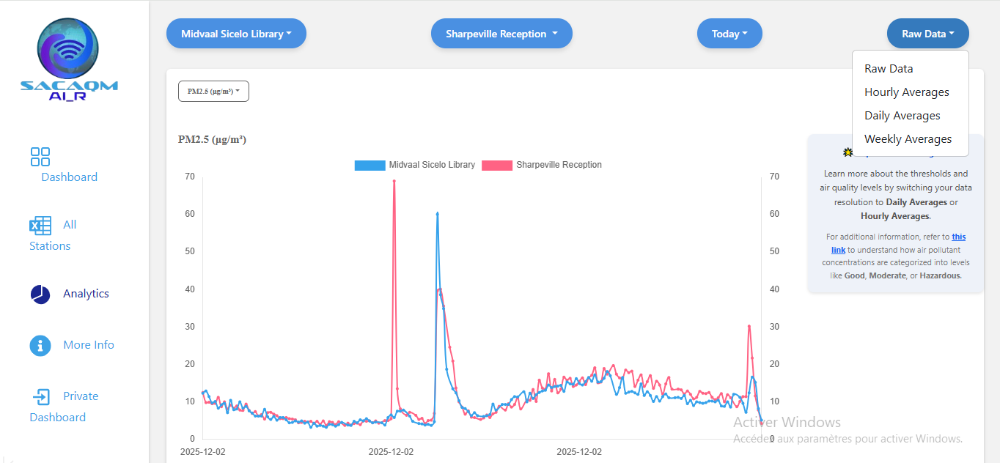 Midvaal Sicelo Library
Sharpeville Reception
Today
Raw Data
SACAQM
AI_R
Raw Data
Hourly Averages
Daily Averages
Weekly Averages
PM2.5 (µg/m³)
PM2.5 (µg/m³)
Midvaal Sicelo Library
Sharpeville Reception
Dashboard
All
Stations
Analytics
More Info
Private
Dashboard
70
60
50
40
30
20
10
0
70
60
50
40
30
20
10
0
2025-12-02
2025-12-02
2025-12-02
Learn more about the thresholds and
air quality levels by switching your data
resolution to Daily Averages or
Hourly Averages.
For additional information, refer to this
link to understand how air pollutant
concentrations are categorized into levels
like Good, Moderate, or Hazardous.
Activer Windows
Accédez aux paramètres pour activer Windows.